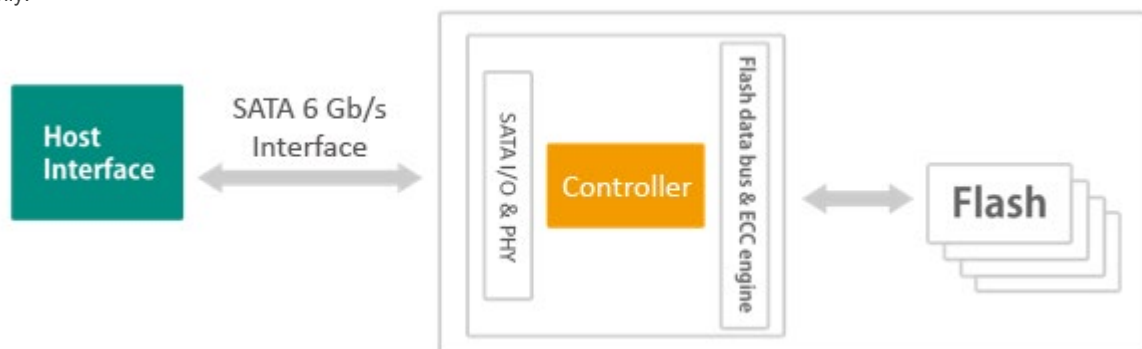 SATA 6 Gb/s
Interface
Host
Interface
SATA I/O & PHY
Controller
Flash data bus & ECC engine
Flash